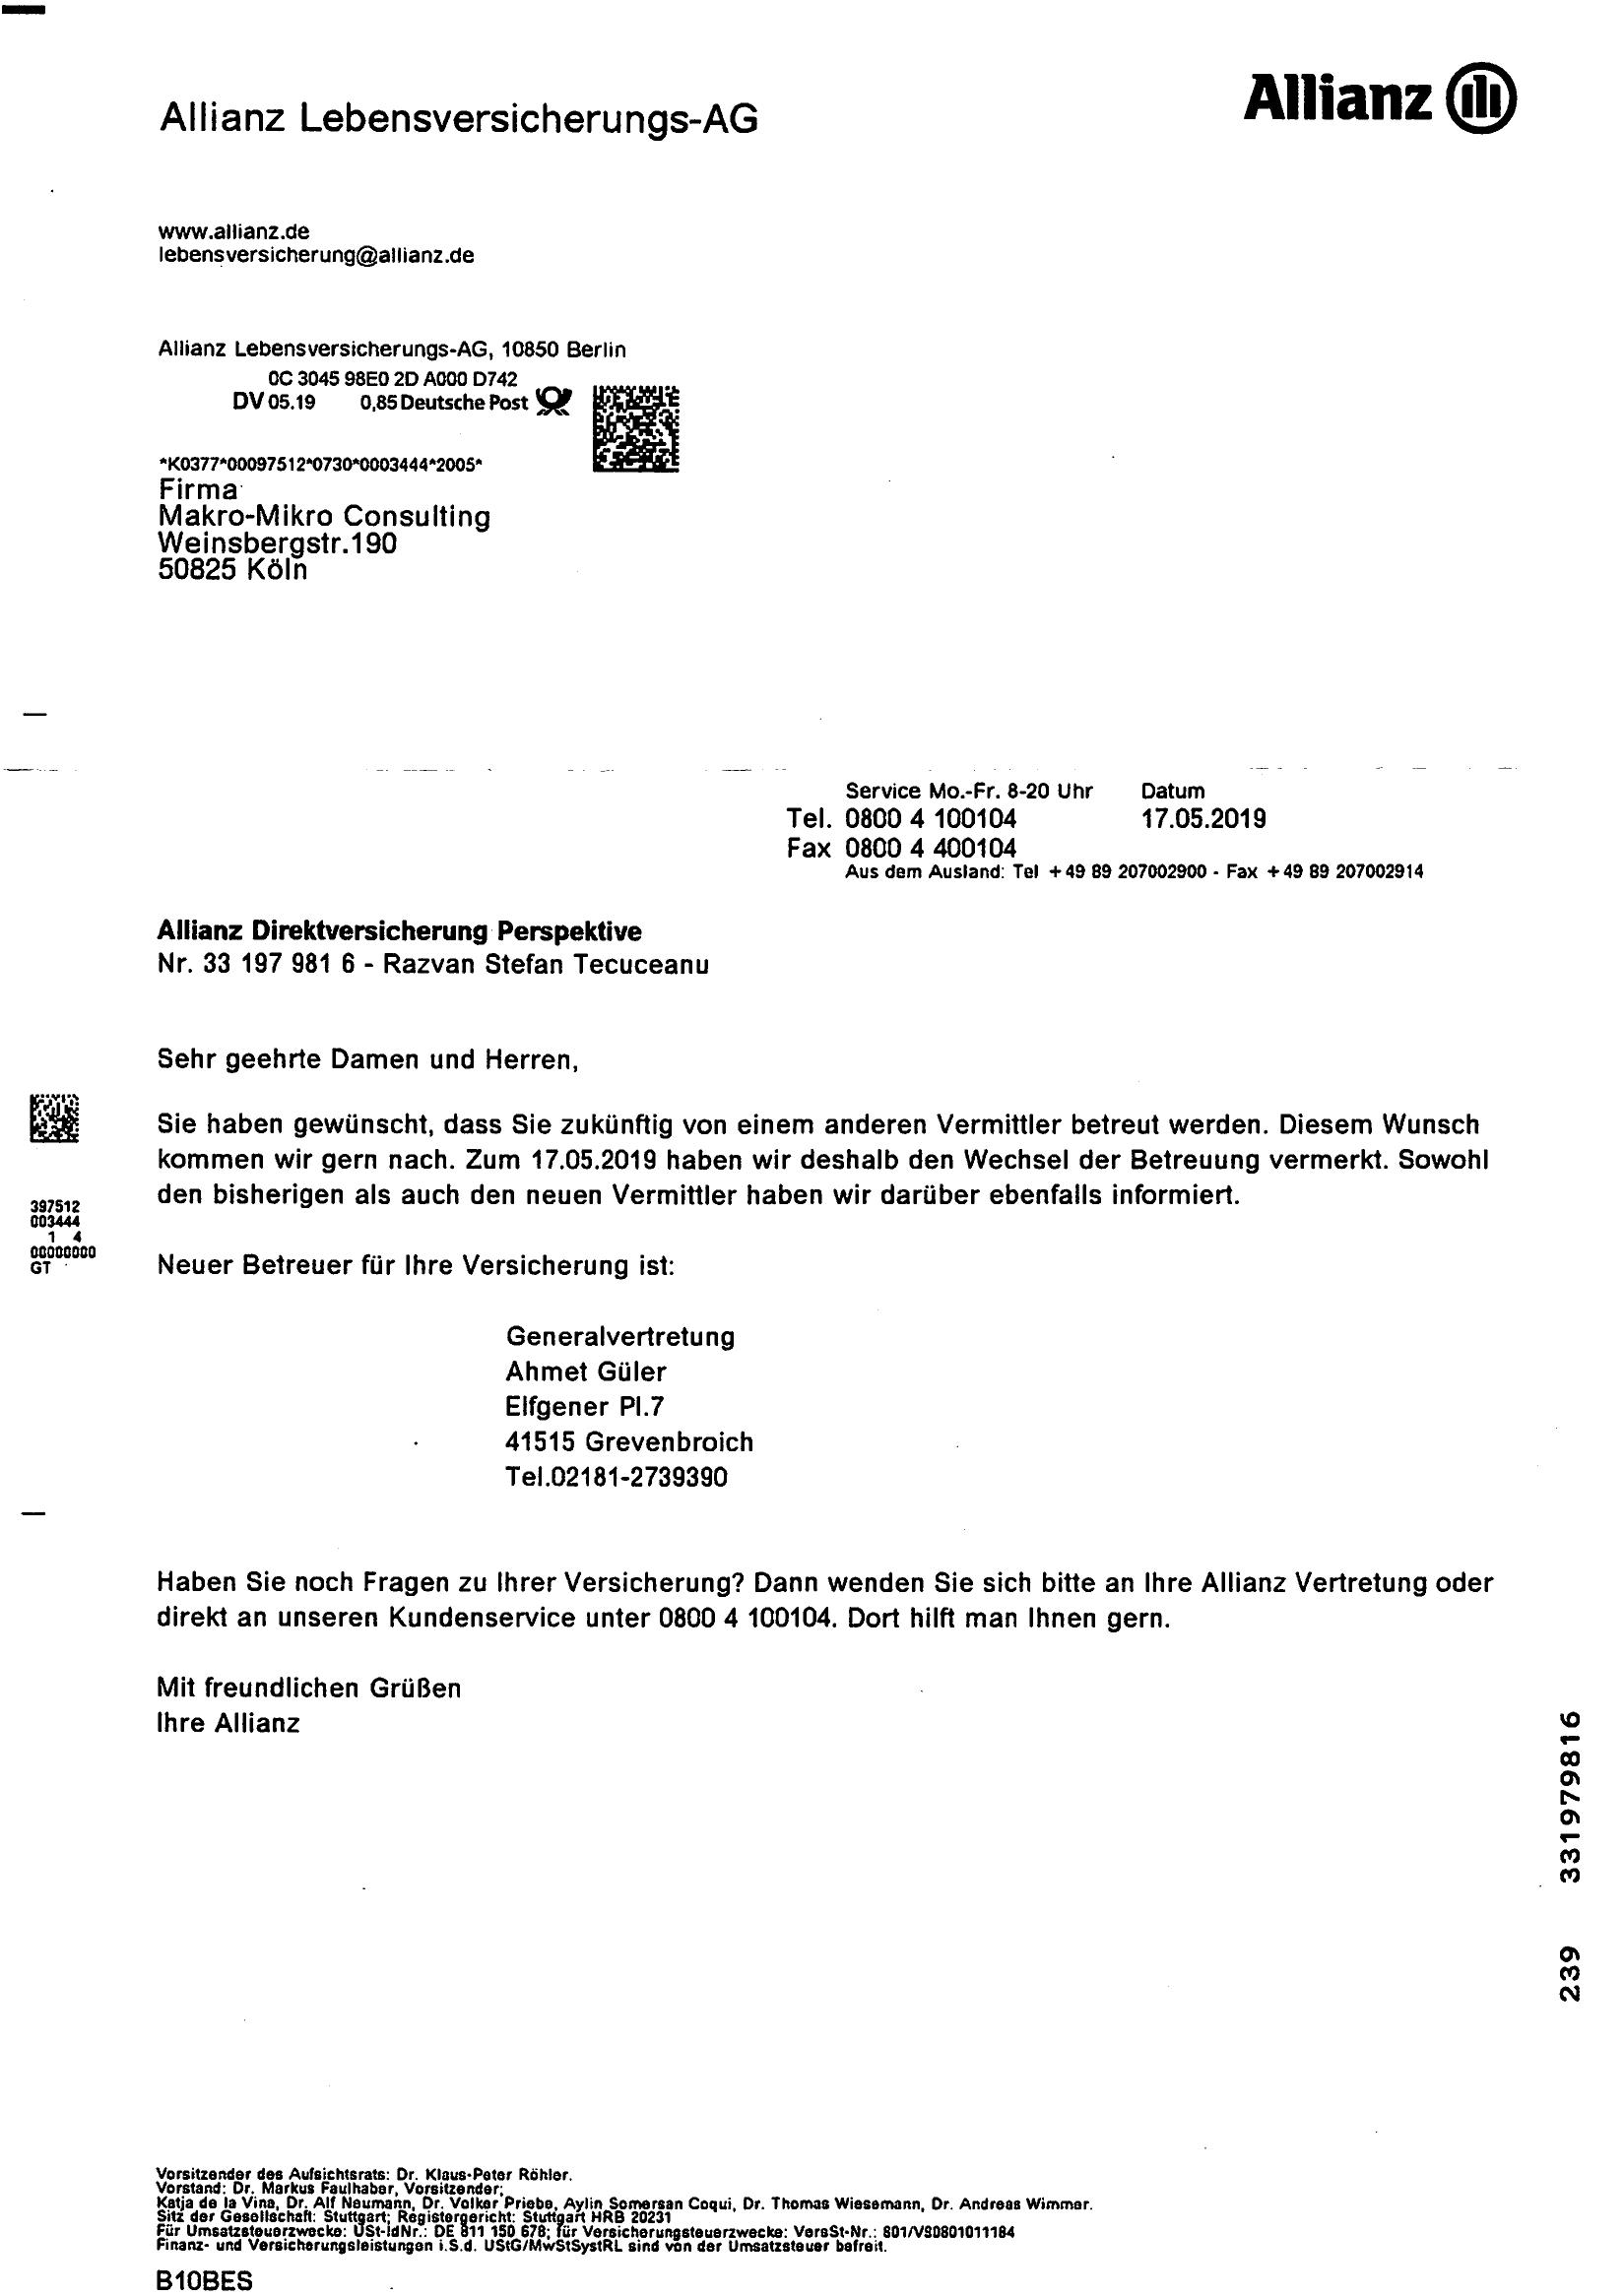 Allianz
Allianz Lebensversicherungs-AG
www.allianz.de
lebensversicherung@allianz.de
Allianz Lebensversicherungs-AG, 10850 Berlin
0C 3045 98E0 2D A000 D742
DV 05.19 0,85 Deutsche Post
*K0377*00097512*0730*0003444*2005*
Firma
Makro-Mikro Consulting
Weinsbergstr.190
50825 Köln
Service Mo.-Fr. 8-20 Uhr Datum
Tel. 0800 4 100104 17.05.2019
Fax 0800 4 400104
Aus dem Ausland: Tel +49 89 207002900 - Fax +49 89 207002914
Allianz Direktversicherung Perspektive
Nr. 33 197 981 6 - Razvan Stefan Tecuceanu
Sehr geehrte Damen und Herren,
Sie haben gewünscht, dass Sie zukünftig von einem anderen Vermittler betreut werden. Diesem Wunsch
kommen wir gern nach. Zum 17.05.2019 haben wir deshalb den Wechsel der Betreuung vermerkt. Sowohl
den bisherigen als auch den neuen Vermittler haben wir darüber ebenfalls informiert.
397512
003444
1 4
00000000
GT
Neuer Betreuer für Ihre Versicherung ist:
Generalvertretung
Ahmet Güler
Elfgener Pl.7
41515 Grevenbroich
Tel.02181-2739390
Haben Sie noch Fragen zu Ihrer Versicherung? Dann wenden Sie sich bitte an Ihre Allianz Vertretung oder
direkt an unseren Kundenservice unter 0800 4 100104. Dort hilft man Ihnen gern.
Mit freundlichen Grüßen
Ihre Allianz
239 331979816
Vorsitzender des Aufsichtsrats: Dr. Klaus-Peter Röhler.
Vorstand: Dr. Markus Faulhaber, Vorsitzender;
Katja de la Vina, Dr. Alf Neumann, Dr. Volker Priebe, Aylin Somersan Coqui, Dr. Thomas Wiesemann, Dr. Andreas Wimmer.
Sitz der Gesellschaft: Stuttgart; Registergericht: Stuttgart HRB 20231
Für Umsatzsteuerzwecke: USt-IdNr.: DE 811 150 678; für Versicherungsteuerzwecke: VersSt-Nr.: 801/V90801011184
Finanz- und Versicherungsleistungen i.S.d. UStG/MwStSystRL sind von der Umsatzsteuer befreit.
B10BES